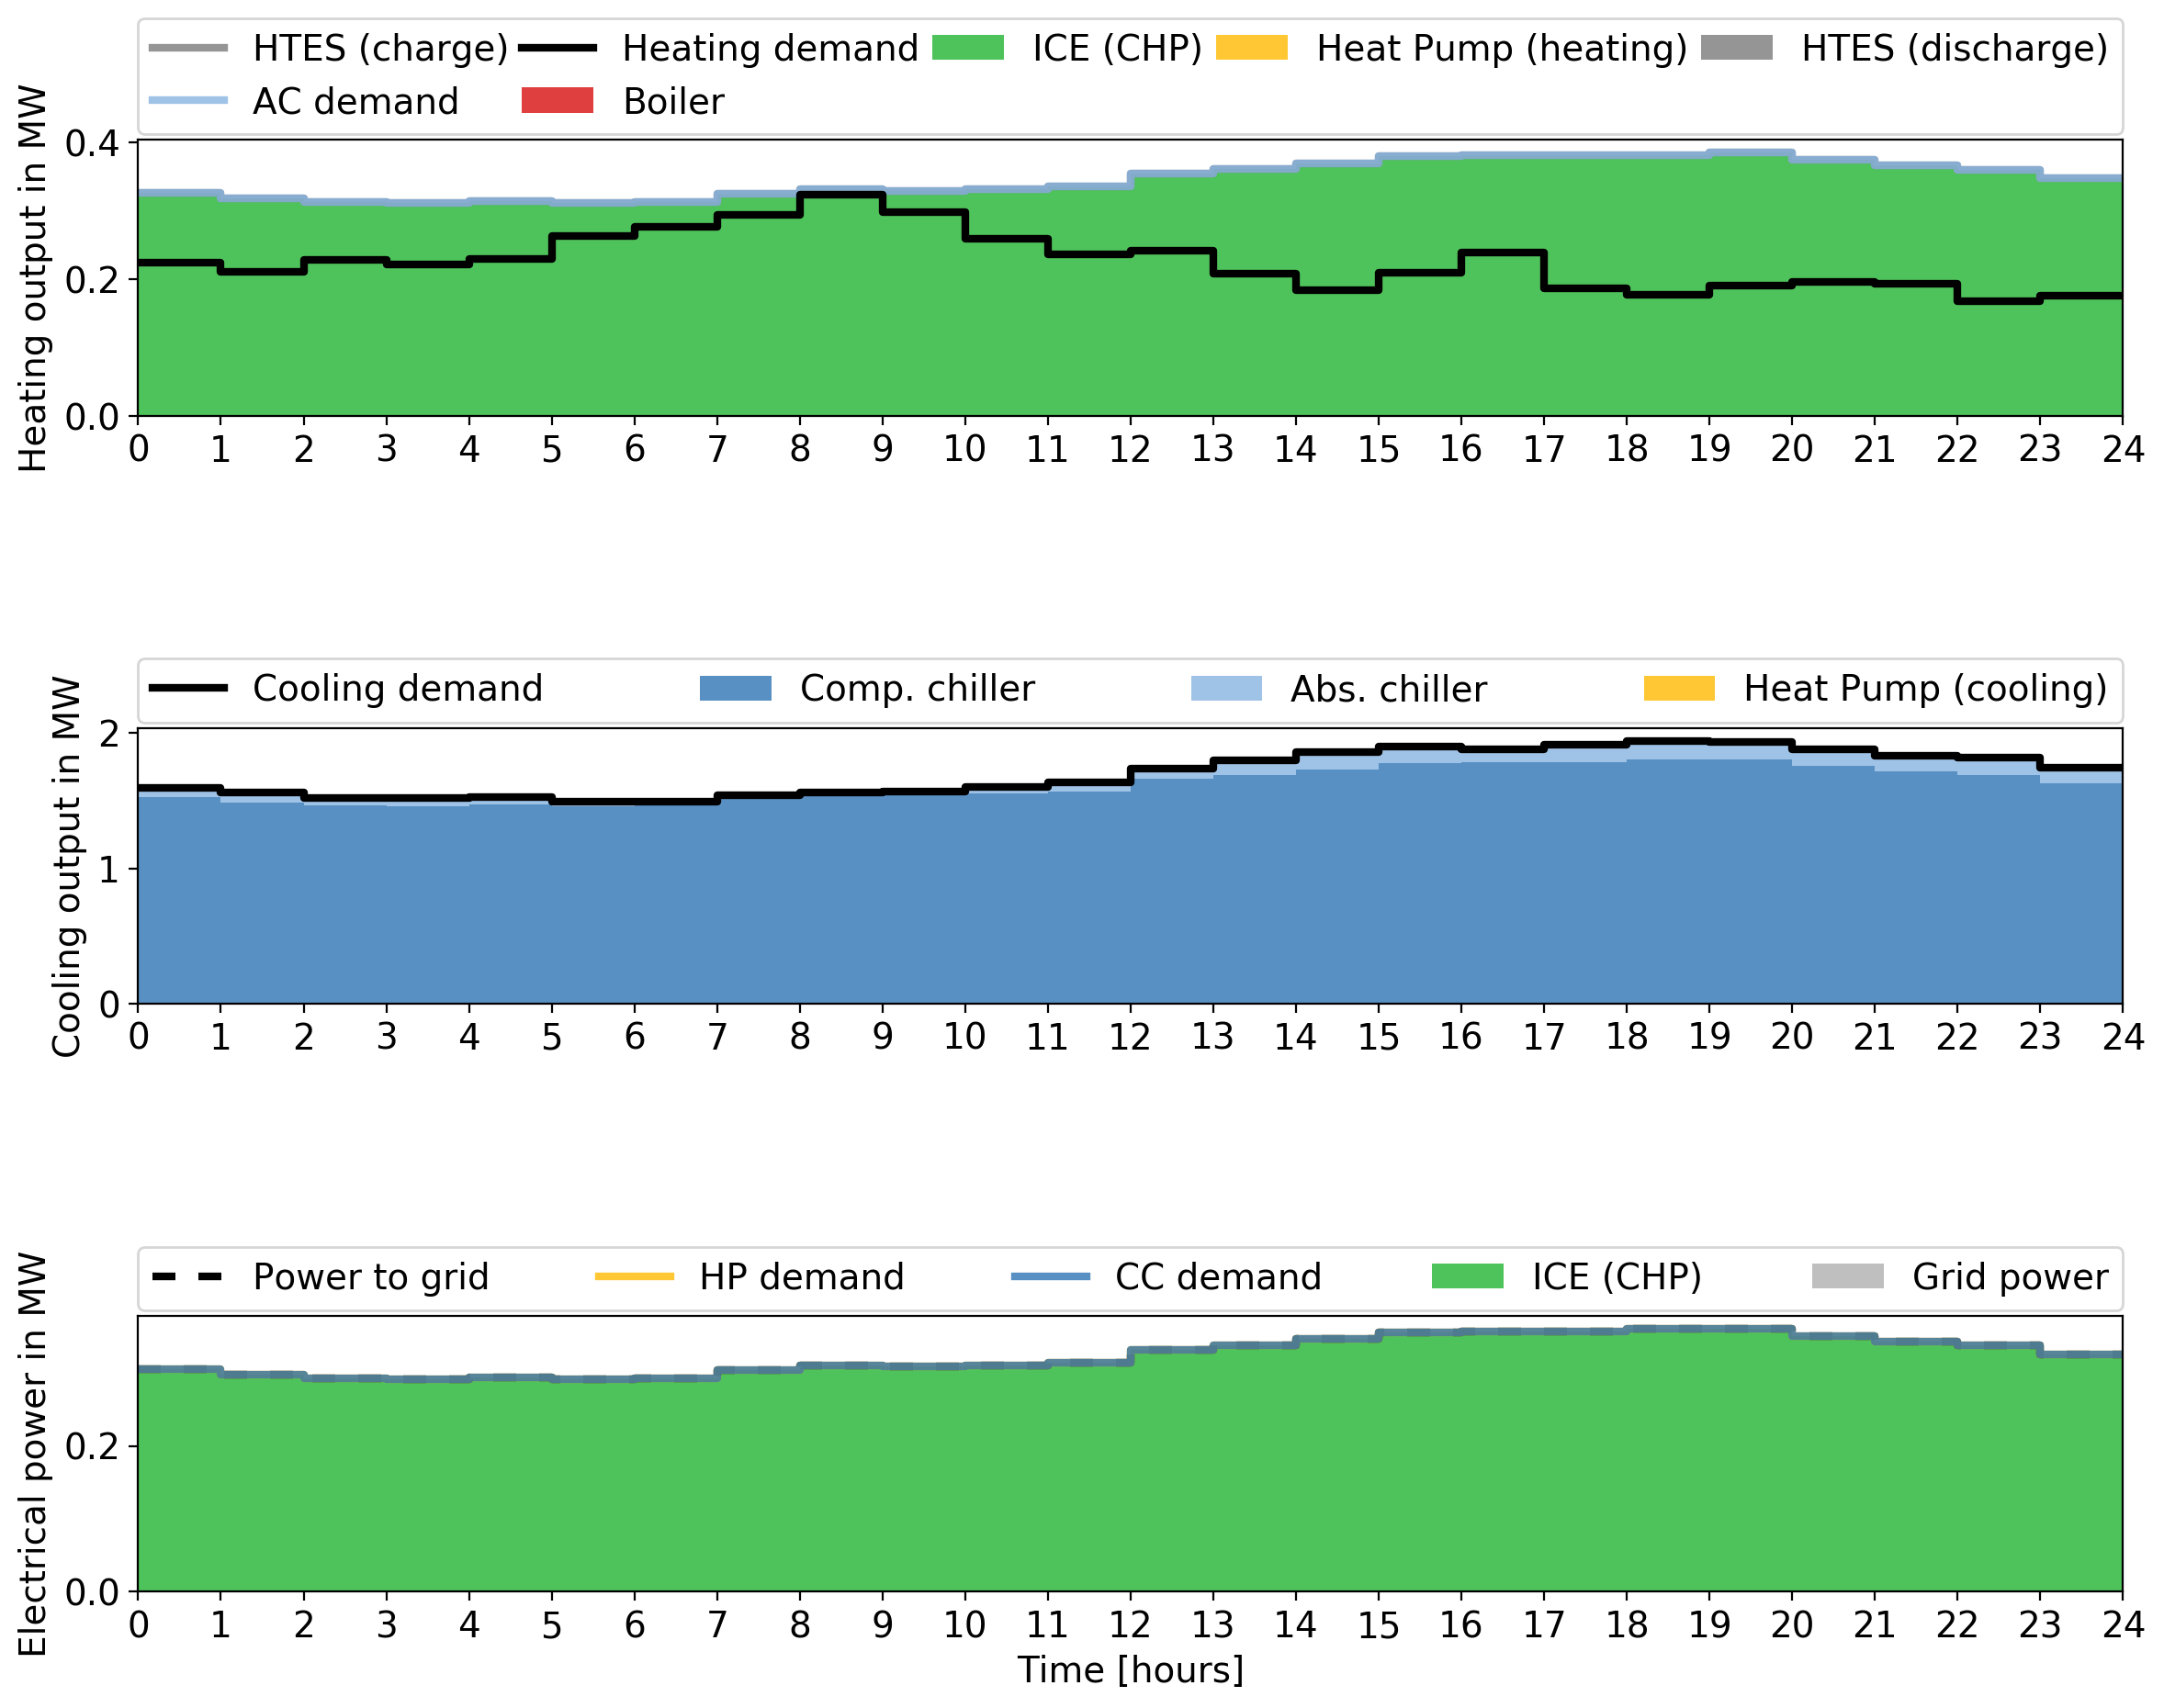 HTES (charge) Heating demand ICE (CHP) Heat Pump (heating) HTES (discharge)
AC demand Boiler
Heating output in MW
0.4
0.2
0.0
0 1 2 3 4 5 6 7 8 9 10 11 12 13 14 15 16 17 18 19 20 21 22 23 24
Cooling demand Comp. chiller Abs. chiller Heat Pump (cooling)
Cooling output in MW
2
1
0
0 1 2 3 4 5 6 7 8 9 10 11 12 13 14 15 16 17 18 19 20 21 22 23 24
Power to grid HP demand CC demand ICE (CHP) Grid power
Electrical power in MW
0.2
0.0
0 1 2 3 4 5 6 7 8 9 10 11 12 13 14 15 16 17 18 19 20 21 22 23 24
Time [hours]